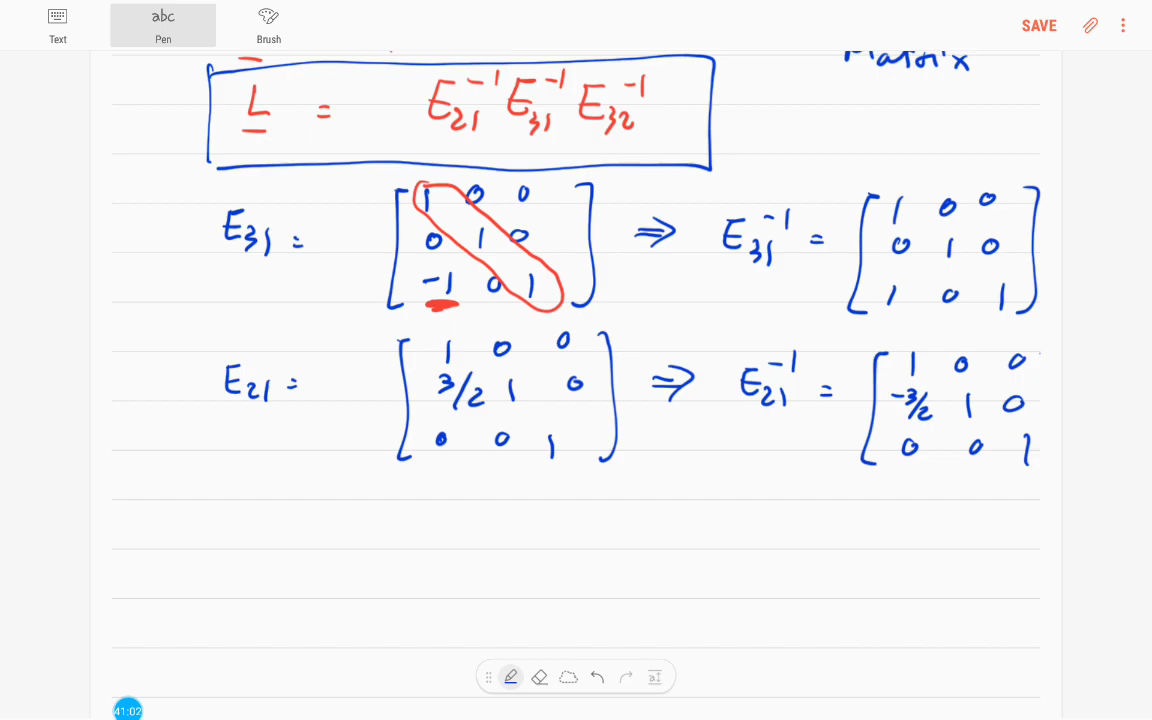 abc
Text Pen Brush SAVE
Matrix
L = E₂₁⁻¹ E₃₁⁻¹ E₃₂⁻¹
E₃₁ = [1 0 0; 0 1 0; -1 0 1] ⇒ E₃₁⁻¹ = [1 0 0; 0 1 0; 1 0 1]
E₂₁ = [1 0 0; 3/2 1 0; 0 0 1] ⇒ E₂₁⁻¹ = [1 0 0; -3/2 1 0; 0 0 1]
41:02